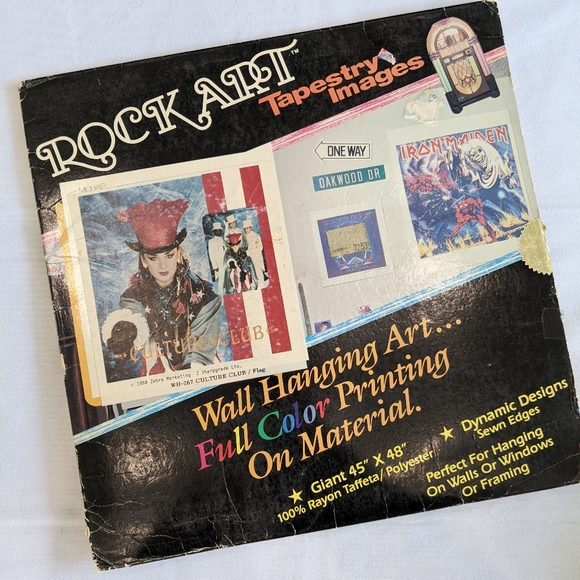 ROCK ART™
Tapestry
Images
ONE WAY
OAKWOOD DR.
IRON MAIDEN
CULTURE CLUB
© 1984 Zebra Marketing / Sharpgrade Ltd.
WH-267 CULTURE CLUB / Flag
Wall Hanging Art...
Full Color Printing
On Material.
★ Giant 45" X 48"
100% Rayon Taffeta/Polyester
★ Dynamic Designs
Sewn Edges
Perfect For Hanging
On Walls Or Windows
Or Framing